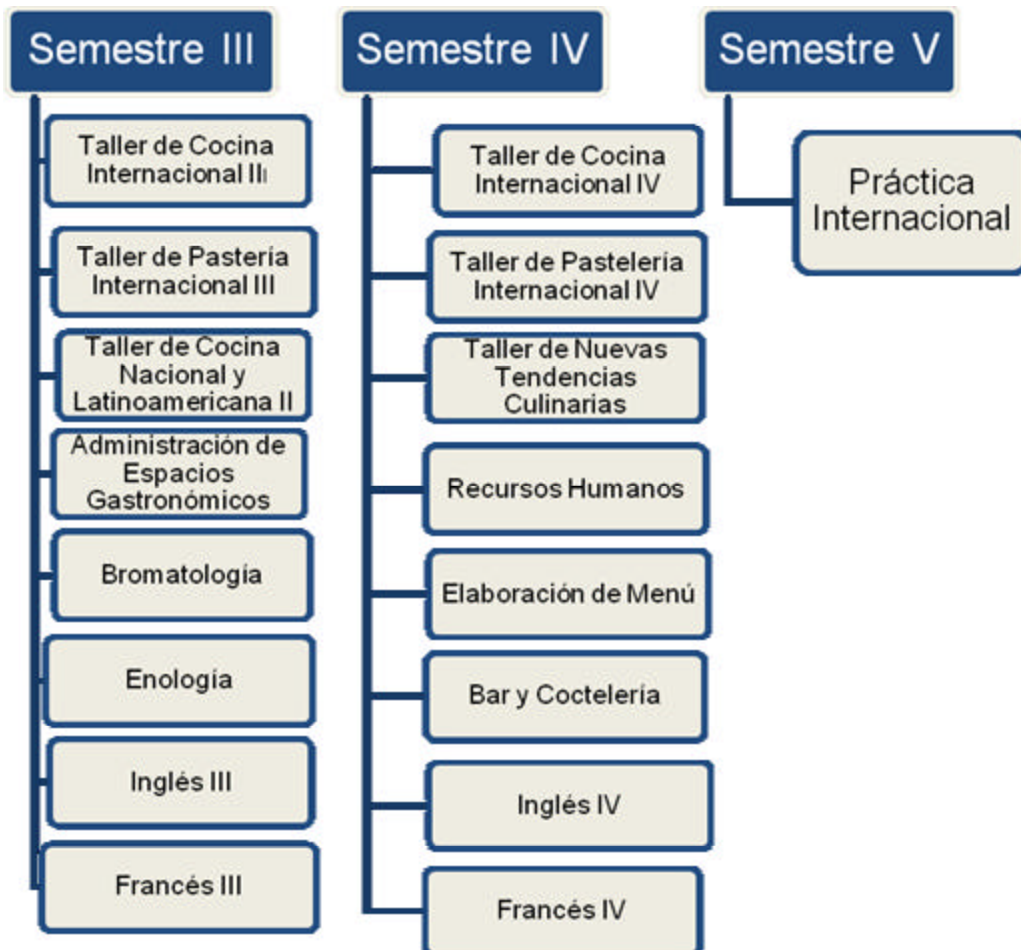 Semestre III
Taller de Cocina
Internacional III
Taller de Pastería
Internacional III
Taller de Cocina
Nacional y
Latinoamericana II
Administración de
Espacios
Gastronómicos
Bromatología
Enología
Inglés III
Francés III
Semestre IV
Taller de Cocina
Internacional IV
Taller de Pastelería
Internacional IV
Taller de Nuevas
Tendencias
Culinarias
Recursos Humanos
Elaboración de Menú
Bar y Coctelería
Inglés IV
Francés IV
Semestre V
Práctica
Internacional